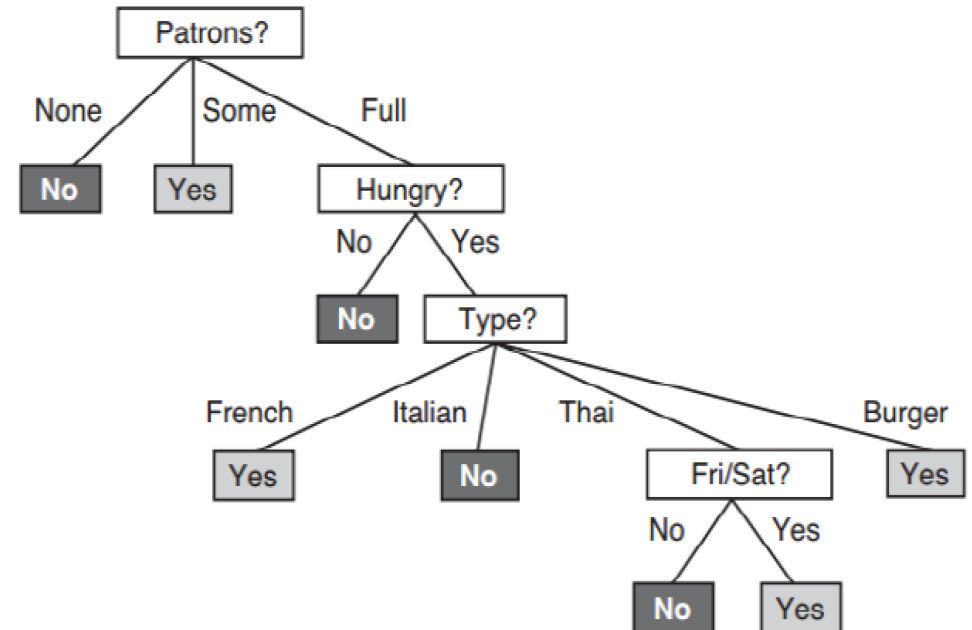 Patrons?
None Some Full
No Yes Hungry?
No Yes
No Type?
French Italian Thai Burger
Yes No Fri/Sat? Yes
No Yes
No Yes